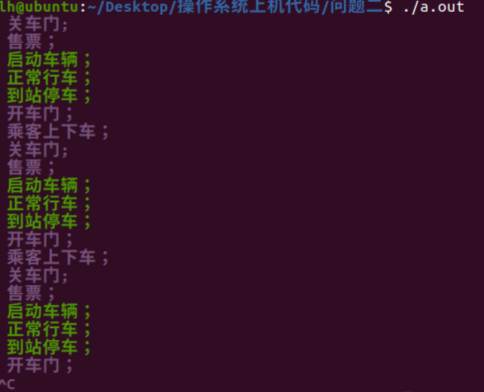 lh@ubuntu:~/Desktop/操作系统上机代码/问题二$ ./a.out
关车门;
售票；
启动车辆；
正常行车；
到站停车；
开车门；
乘客上下车；
关车门;
售票；
启动车辆；
正常行车；
到站停车；
开车门；
乘客上下车；
关车门;
售票；
启动车辆；
正常行车；
到站停车；
开车门；
^C